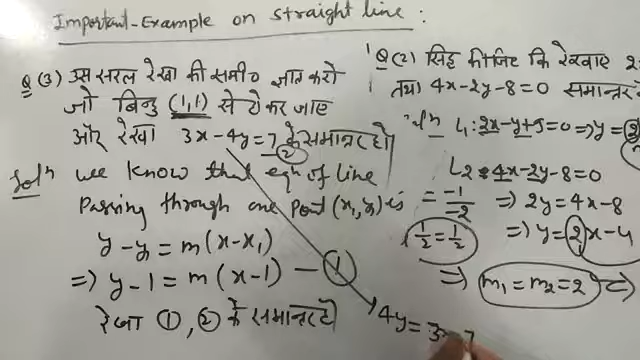 Important Example on straight line :
Q (3) उस सरल रेखा की समी० ज्ञात करो
जो बिन्दु (1,1) से होकर जाए
और रेखा 3x-4y=7 के समान्तर हो।
②
Solⁿ we know that eqⁿ of line
Passing through one point (x₁,y₁) is
y-y₁ = m(x-x₁)
⇒ y-1 = m(x-1) — ①
रेखा ①, ② के समान्तर है
4y = 3x-7
Q (2) सिद्ध कीजिए कि रेखाएं 2
तथा 4x-2y-8=0 समान्तर
Solⁿ L₁: 2x-y+5=0 ⇒ y = 2
L₂: 4x-2y-8=0
= -1/-2 ⇒ 2y = 4x-8
1/2 = 1/2 ⇒ y = 2x-4
⇒ m₁ = m₂ = 2